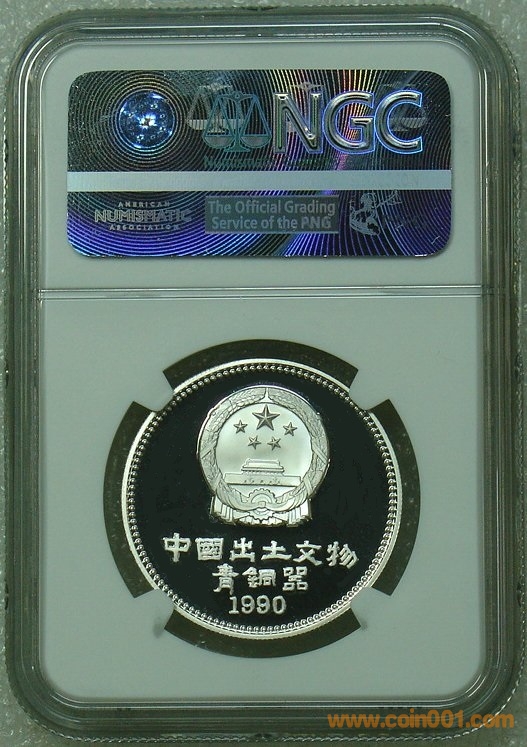 NGC
AMERICAN
NUMISMATIC
ASSOCIATION
The Official Grading
Service of the PNG
中國出土文物
青銅器
1990
www.coin001.com